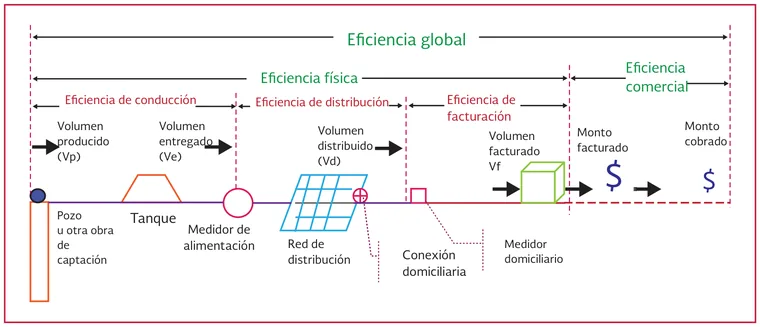 Eficiencia global
Eficiencia física
Eficiencia
comercial
Eficiencia de conducción
Eficiencia de distribución
Eficiencia de
facturación
Volumen
producido
(Vp)
Volumen
entregado
(Ve)
Volumen
distribuido
(Vd)
Volumen
facturado
Vf
Monto
facturado
Monto
cobrado
$
$
Pozo
u otra obra
de
captación
Tanque
Medidor de
alimentación
Red de
distribución
Conexión
domiciliaria
Medidor
domiciliario